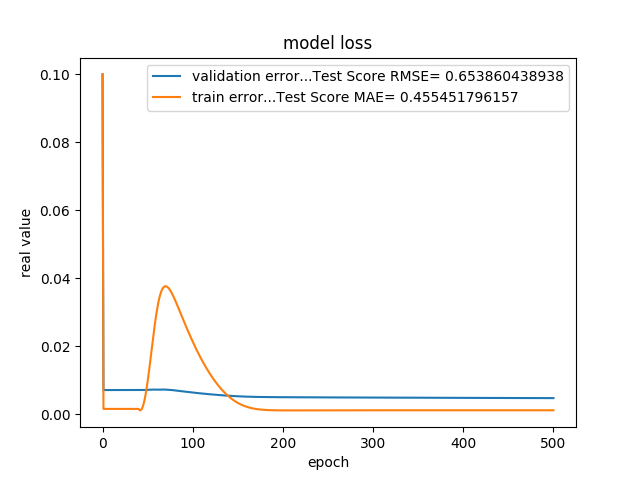 model loss
validation error...Test Score RMSE= 0.653860438938
train error...Test Score MAE= 0.455451796157
real value
0.10
0.08
0.06
0.04
0.02
0.00
0 100 200 300 400 500
epoch